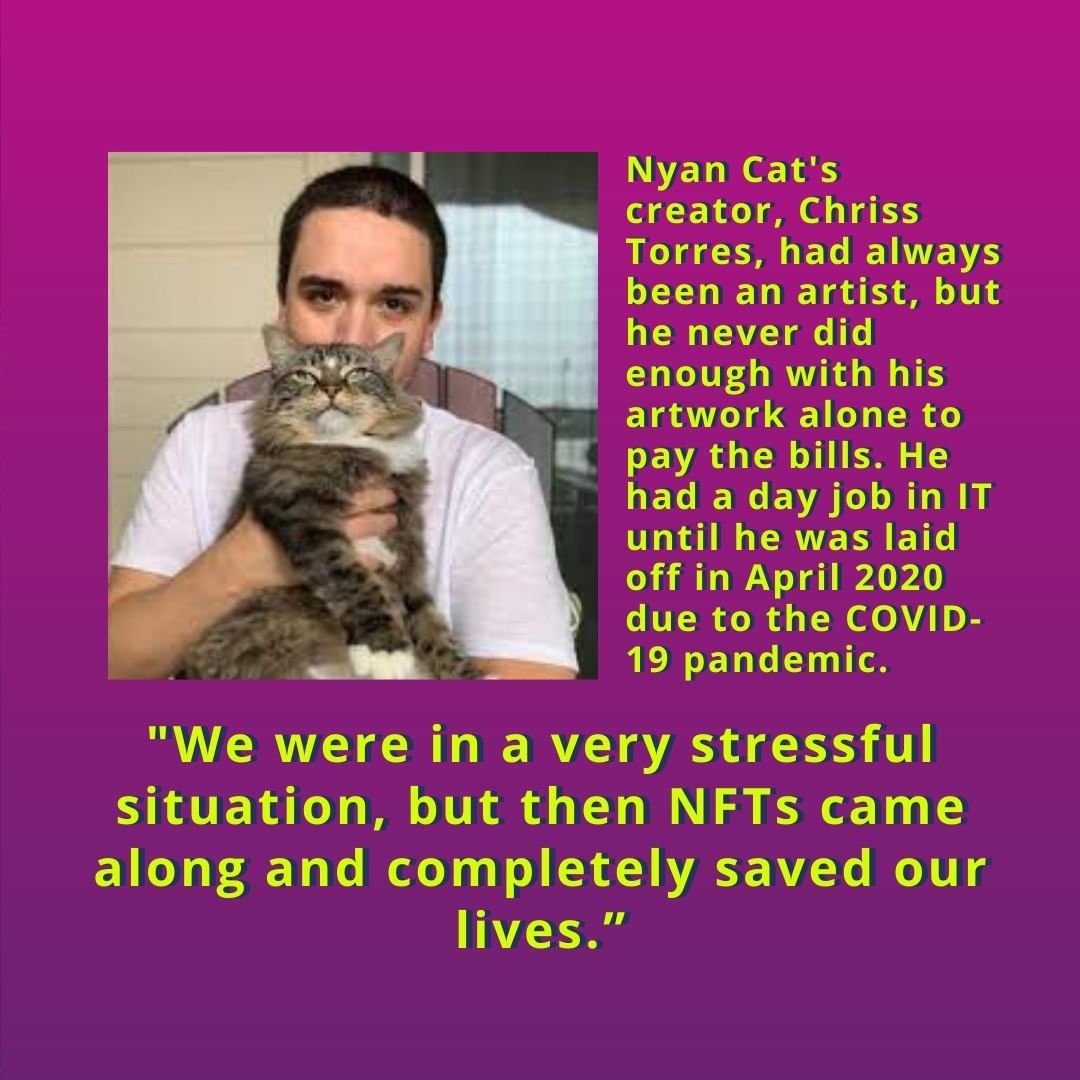 Nyan Cat's
creator, Chriss
Torres, had always
been an artist, but
he never did
enough with his
artwork alone to
pay the bills. He
had a day job in IT
until he was laid
off in April 2020
due to the COVID-
19 pandemic.
"We were in a very stressful
situation, but then NFTs came
along and completely saved our
lives.”